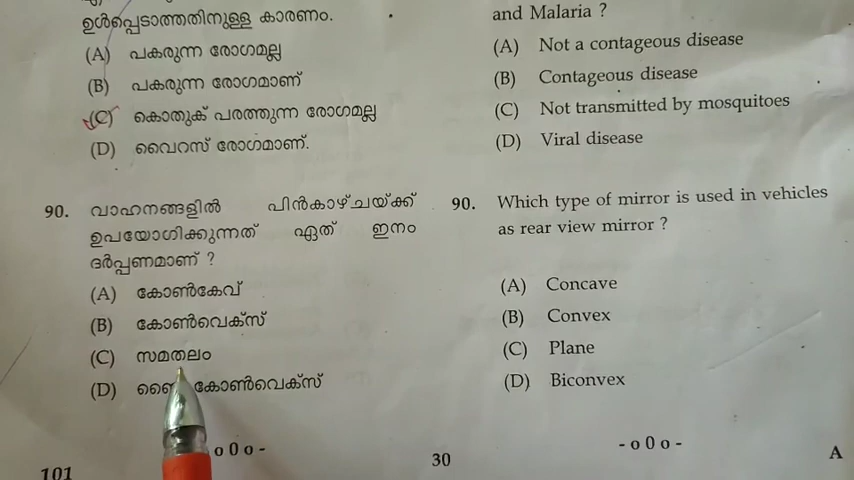 ഉൾപ്പെടാത്തതിനുള്ള കാരണം.
(A) പകരുന്ന രോഗമല്ല
(B) പകരുന്ന രോഗമാണ്
(C) കൊതുക് പരത്തുന്ന രോഗമല്ല
(D) വൈറസ് രോഗമാണ്.
90. വാഹനങ്ങളിൽ പിൻകാഴ്ചയ്ക്ക്
ഉപയോഗിക്കുന്നത് ഏത് ഇനം
ദർപ്പണമാണ് ?
(A) കോൺകേവ്
(B) കോൺവെക്സ്
(C) സമതലം
(D) കോൺവെക്സ്
101
o 0 o -
and Malaria ?
(A) Not a contageous disease
(B) Contageous disease
(C) Not transmitted by mosquitoes
(D) Viral disease
90. Which type of mirror is used in vehicles
as rear view mirror ?
(A) Concave
(B) Convex
(C) Plane
(D) Biconvex
- o 0 o -
30
A